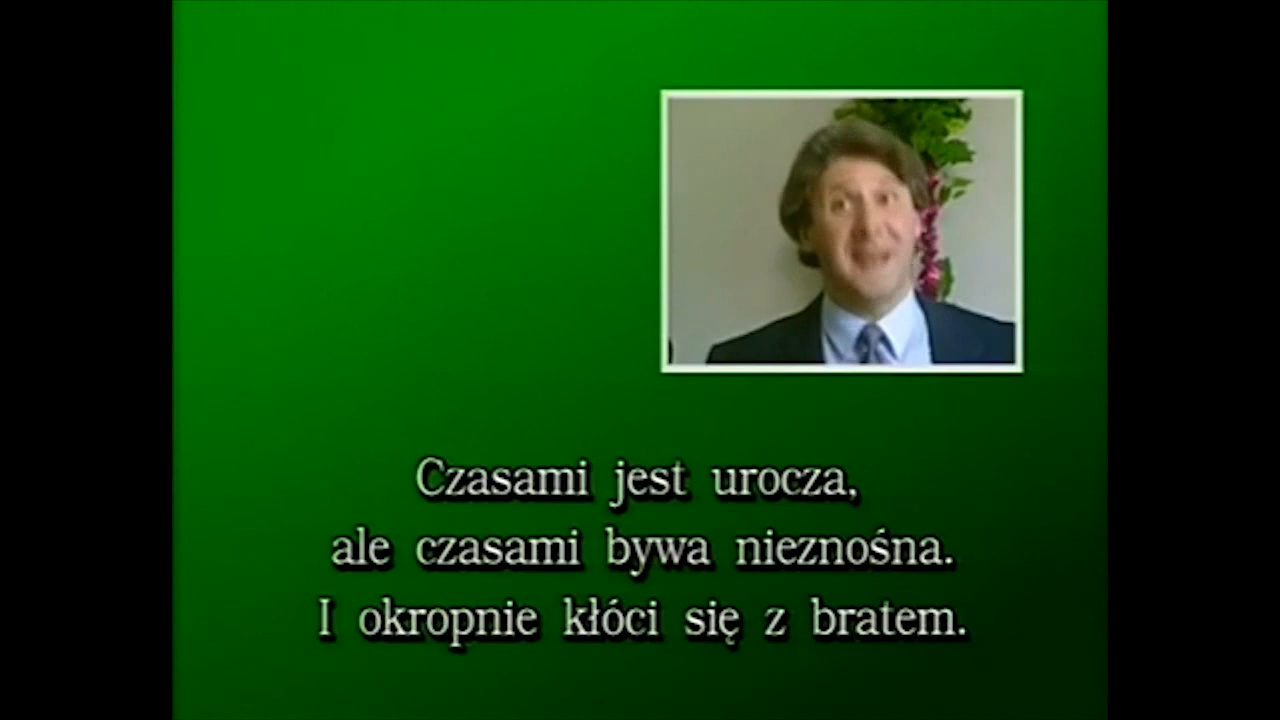 Czasami jest urocza,
ale czasami bywa nieznośna.
I okropnie kłóci się z bratem.